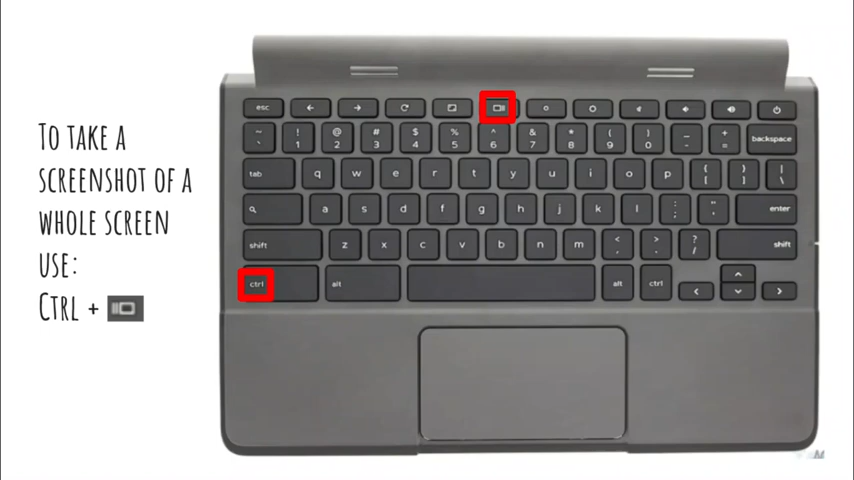 To take a
screenshot of a
whole screen
use:
Ctrl +
esc
~ ! @ # $ % ^ & * ( ) _ + backspace
` 1 2 3 4 5 6 7 8 9 0 - =
tab q w e r t y u i o p { } |
[ ] \
a s d f g h j k l : " enter
; '
shift z x c v b n m < > ? shift
, . /
ctrl alt alt ctrl